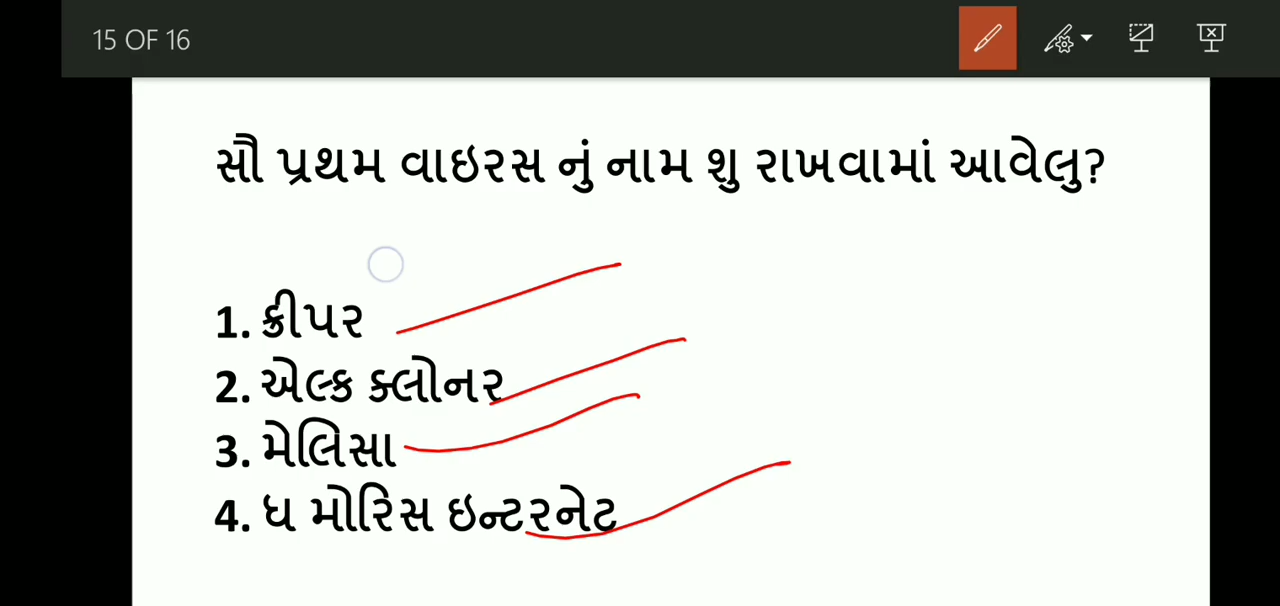 15 OF 16
સૌ પ્રથમ વાઇરસ નું નામ શુ રાખવામાં આવેલુ?
1. ક્રીપર
2. એલ્ક ક્લોનર
3. મેલિસા
4. ધ મોરિસ ઇન્ટરનેટ